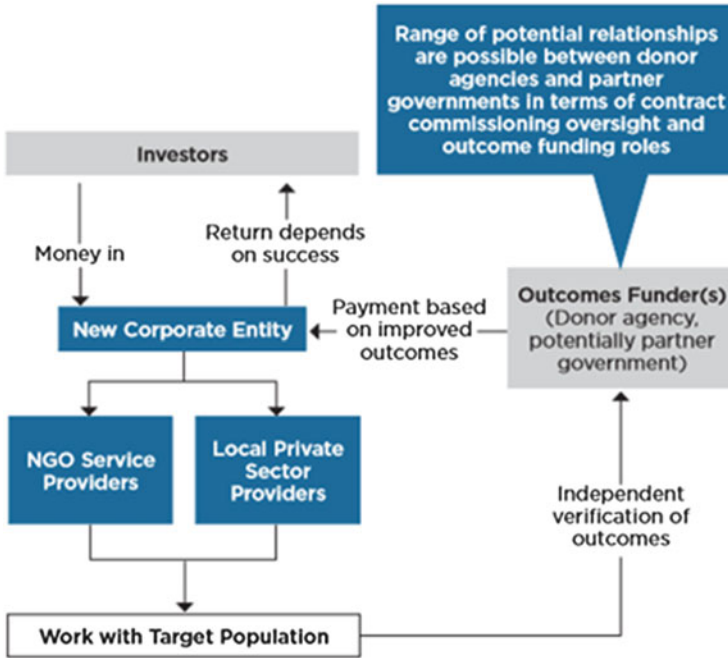 Range of potential relationships
are possible between donor
agencies and partner
governments in terms of contract
commissioning oversight and
outcome funding roles
Investors
Money in
Return depends
on success
New Corporate Entity
Payment based
on improved
outcomes
Outcomes Funder(s)
(Donor agency,
potentially partner
government)
NGO Service
Providers
Local Private
Sector
Providers
Independent
verification of
outcomes
Work with Target Population